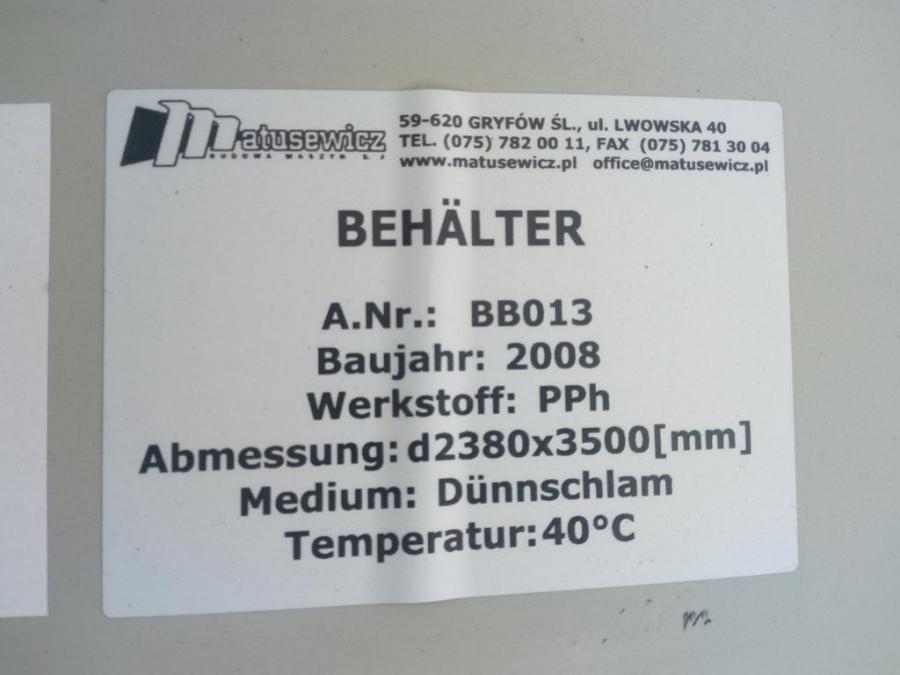 Matusewicz
BUDOWA MASZYN S. J.
59-620 GRYFÓW ŚL., ul. LWOWSKA 40
TEL. (075) 782 00 11, FAX (075) 781 30 04
www.matusewicz.pl office@matusewicz.pl
BEHÄLTER
A.Nr.: BB013
Baujahr: 2008
Werkstoff: PPh
Abmessung: d2380x3500[mm]
Medium: Dünnschlam
Temperatur: 40°C